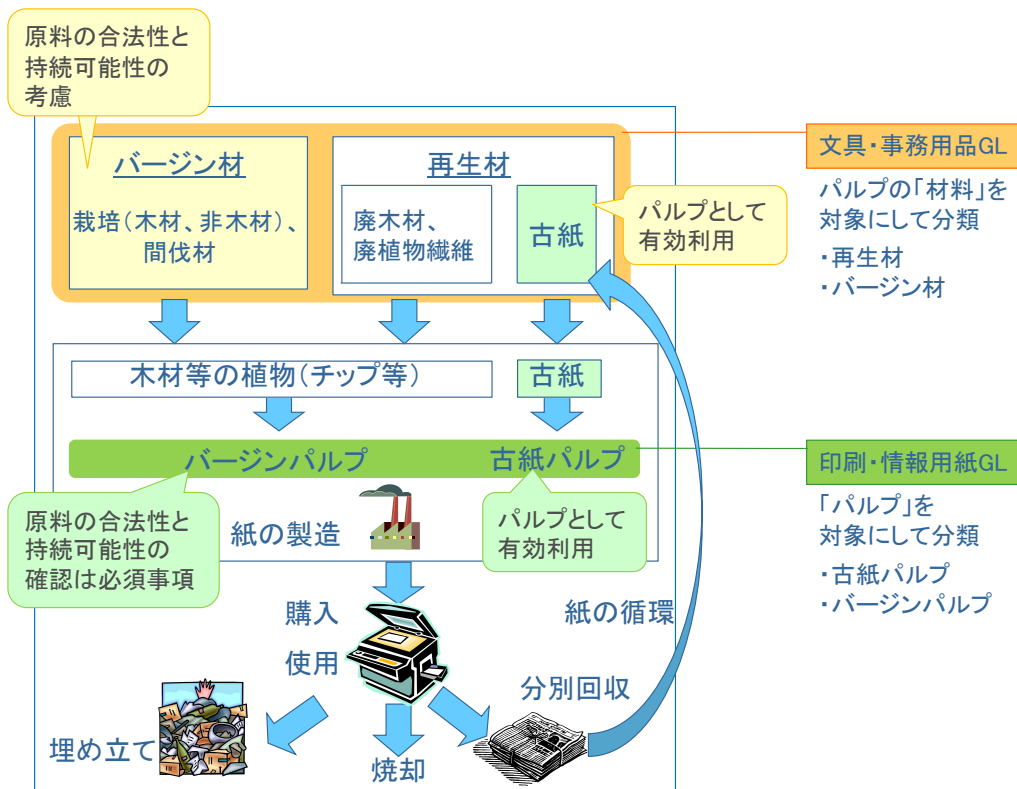 原料の合法性と
持続可能性の
考慮
バージン材
栽培(木材、非木材)、
間伐材
再生材
廃木材、
廃植物繊維
古紙
パルプとして
有効利用
文具・事務用品GL
パルプの「材料」を
対象にして分類
・再生材
・バージン材
木材等の植物(チップ等)
古紙
バージンパルプ
古紙パルプ
印刷・情報用紙GL
「パルプ」を
対象にして分類
・古紙パルプ
・バージンパルプ
原料の合法性と
持続可能性の
確認は必須事項
紙の製造
パルプとして
有効利用
購入
使用
紙の循環
分別回収
埋め立て
焼却